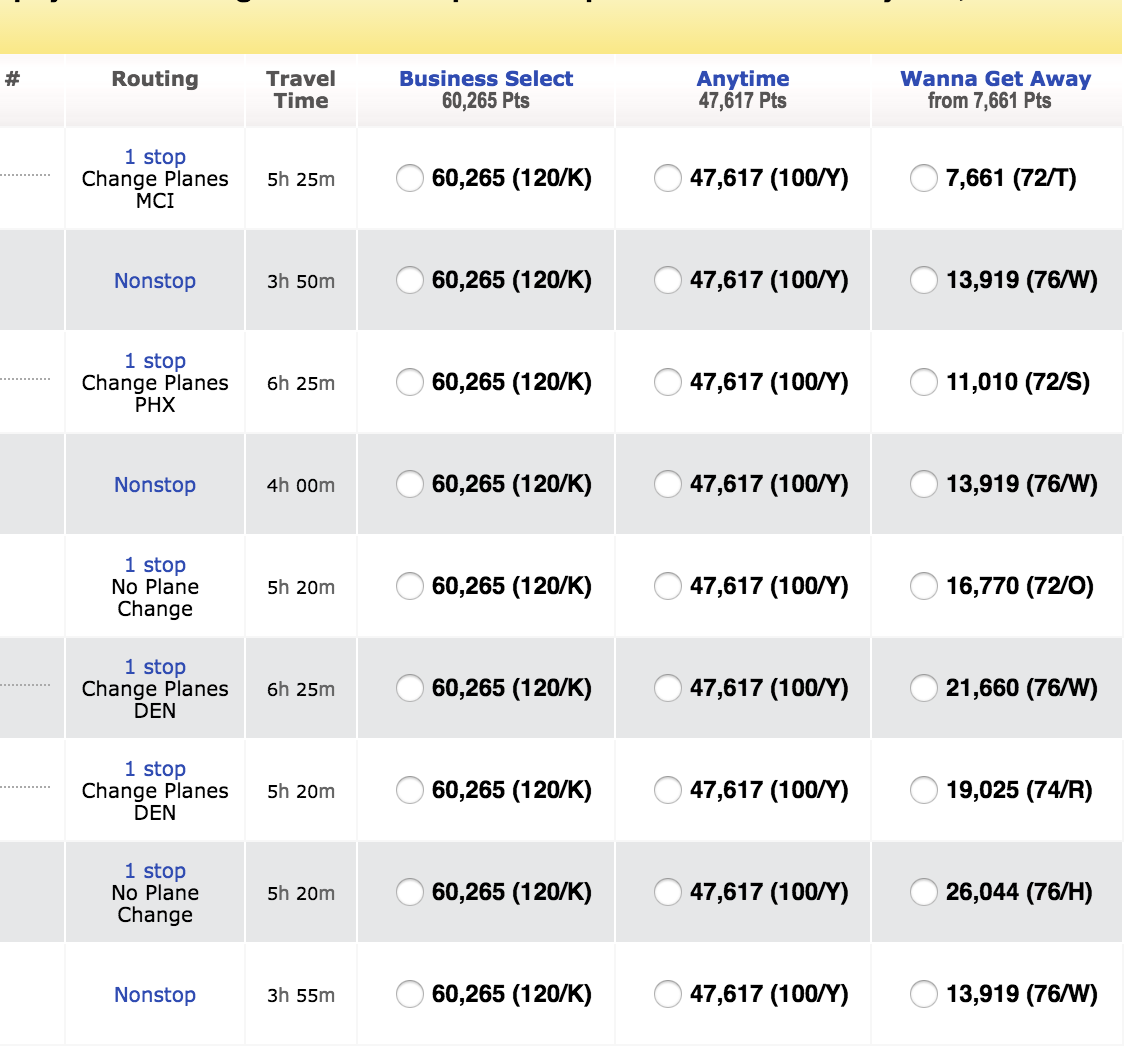 # Routing Travel Time Business Select 60,265 Pts Anytime 47,617 Pts Wanna Get Away from 7,661 Pts
1 stop
Change Planes
MCI
5h 25m 60,265 (120/K) 47,617 (100/Y) 7,661 (72/T)
Nonstop 3h 50m 60,265 (120/K) 47,617 (100/Y) 13,919 (76/W)
1 stop
Change Planes
PHX
6h 25m 60,265 (120/K) 47,617 (100/Y) 11,010 (72/S)
Nonstop 4h 00m 60,265 (120/K) 47,617 (100/Y) 13,919 (76/W)
1 stop
No Plane
Change
5h 20m 60,265 (120/K) 47,617 (100/Y) 16,770 (72/O)
1 stop
Change Planes
DEN
6h 25m 60,265 (120/K) 47,617 (100/Y) 21,660 (76/W)
1 stop
Change Planes
DEN
5h 20m 60,265 (120/K) 47,617 (100/Y) 19,025 (74/R)
1 stop
No Plane
Change
5h 20m 60,265 (120/K) 47,617 (100/Y) 26,044 (76/H)
Nonstop 3h 55m 60,265 (120/K) 47,617 (100/Y) 13,919 (76/W)